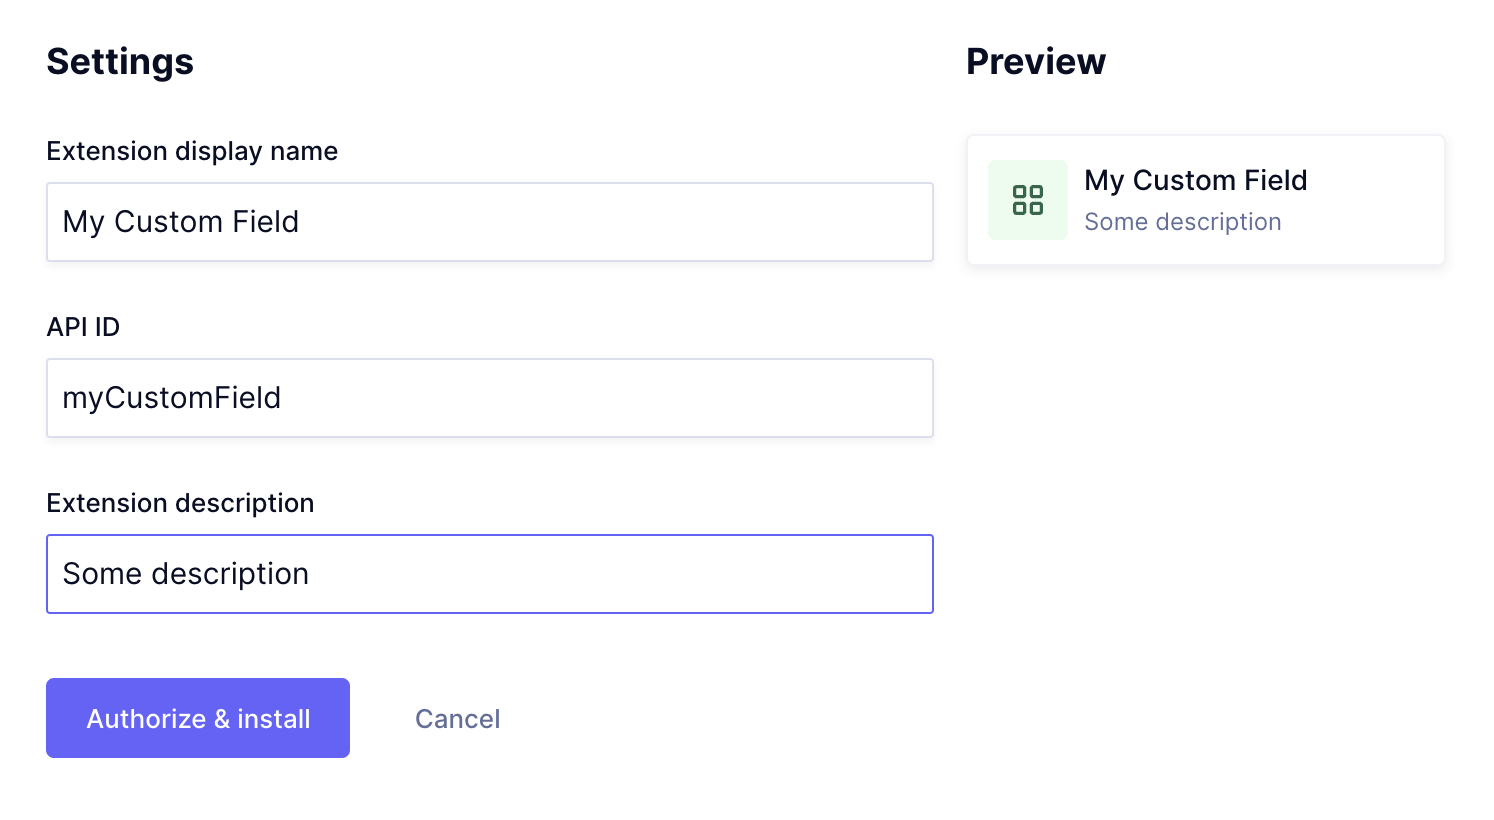 Settings
Extension display name
My Custom Field
API ID
myCustomField
Extension description
Some description
Authorize & install
Cancel
Preview
My Custom Field
Some description